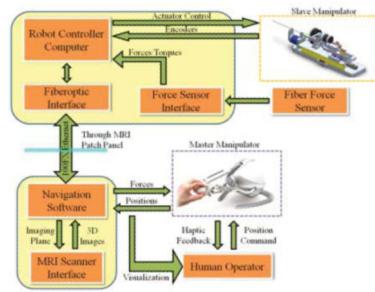 Actuator Control
Slave Manipulator
Robot Controller
Computer
Encoders
Forces/Torques
Fiberoptic
Interface
Force Sensor
Interface
Fiber Force
Sensor
Through MRI
Patch Panel
Ethernet
Master Manipulator
Navigation
Software
Forces
Positions
Imaging
Plane
3D
Images
Haptic
Feedback
Position
Command
MRI Scanner
Interface
Visualization
Human Operator